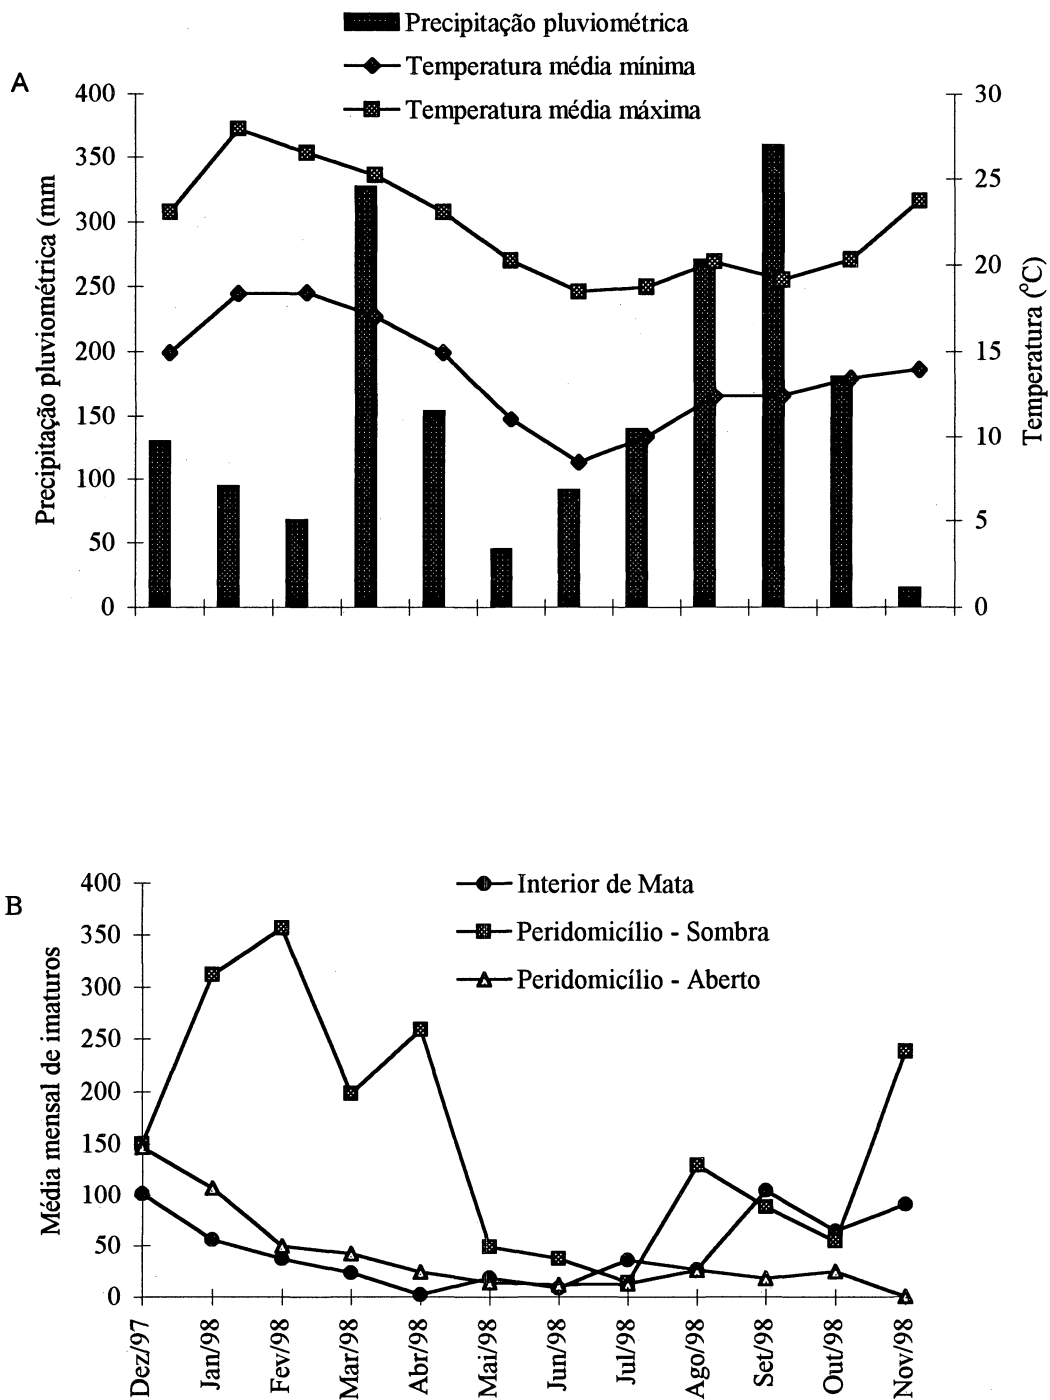 Precipitação pluviométrica
Temperatura média mínima
Temperatura média máxima
A
400
350
300
250
200
150
100
50
0
Precipitação pluviométrica (mm
30
25
20
15
10
5
0
Temperatura (ºC)
B
Interior de Mata
Peridomicílio - Sombra
Peridomicílio - Aberto
400
350
300
250
200
150
100
50
0
Média mensal de imaturos
Dez/97
Jan/98
Fev/98
Mar/98
Abr/98
Mai/98
Jun/98
Jul/98
Ago/98
Set/98
Out/98
Nov/98